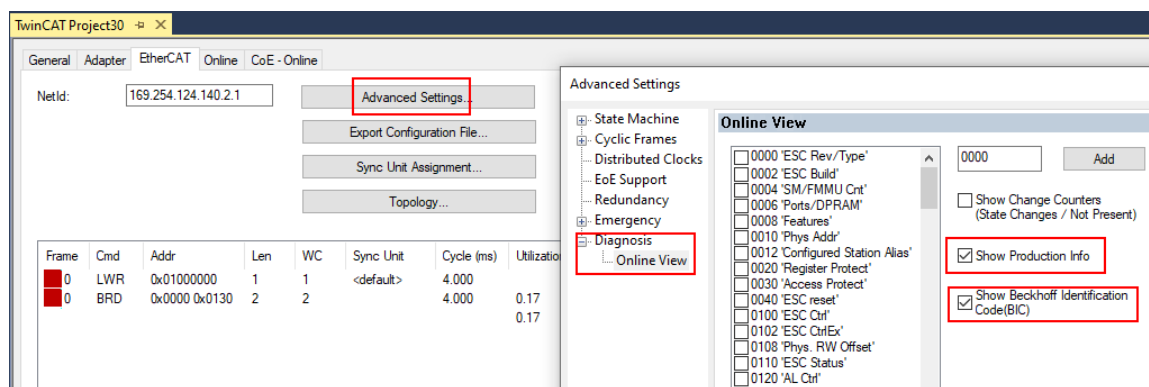 TwinCAT Project30
General Adapter EtherCAT Online CoE - Online
NetId: 169.254.124.140.2.1
Advanced Settings...
Export Configuration File...
Sync Unit Assignment...
Topology...
Frame Cmd Addr Len WC Sync Unit Cycle (ms)
0 LWR 0x01000000 1 1 <default> 4.000
0 BRD 0x0000 0x0130 2 2 4.000 0.17
0.17
Advanced Settings
State Machine
Cyclic Frames
Distributed Clocks
EoE Support
Redundancy
Emergency
Diagnosis
Online View
Online View
0000 'ESC Rev/Type'
0002 'ESC Build'
0004 'SM/FMMU Cnt'
0006 'Ports/DPRAM'
0008 'Features'
0010 'Phys Addr'
0012 'Configured Station Alias'
0020 'Register Protect'
0030 'Access Protect'
0040 'ESC reset'
0100 'ESC Ctrl'
0102 'ESC CtrlEx'
0108 'Phys. RW Offset'
0110 'ESC Status'
0120 'AL Ctrl'
0000 Add
Show Change Counters
(State Changes / Not Present)
Show Production Info
Show Beckhoff Identification
Code(BIC)